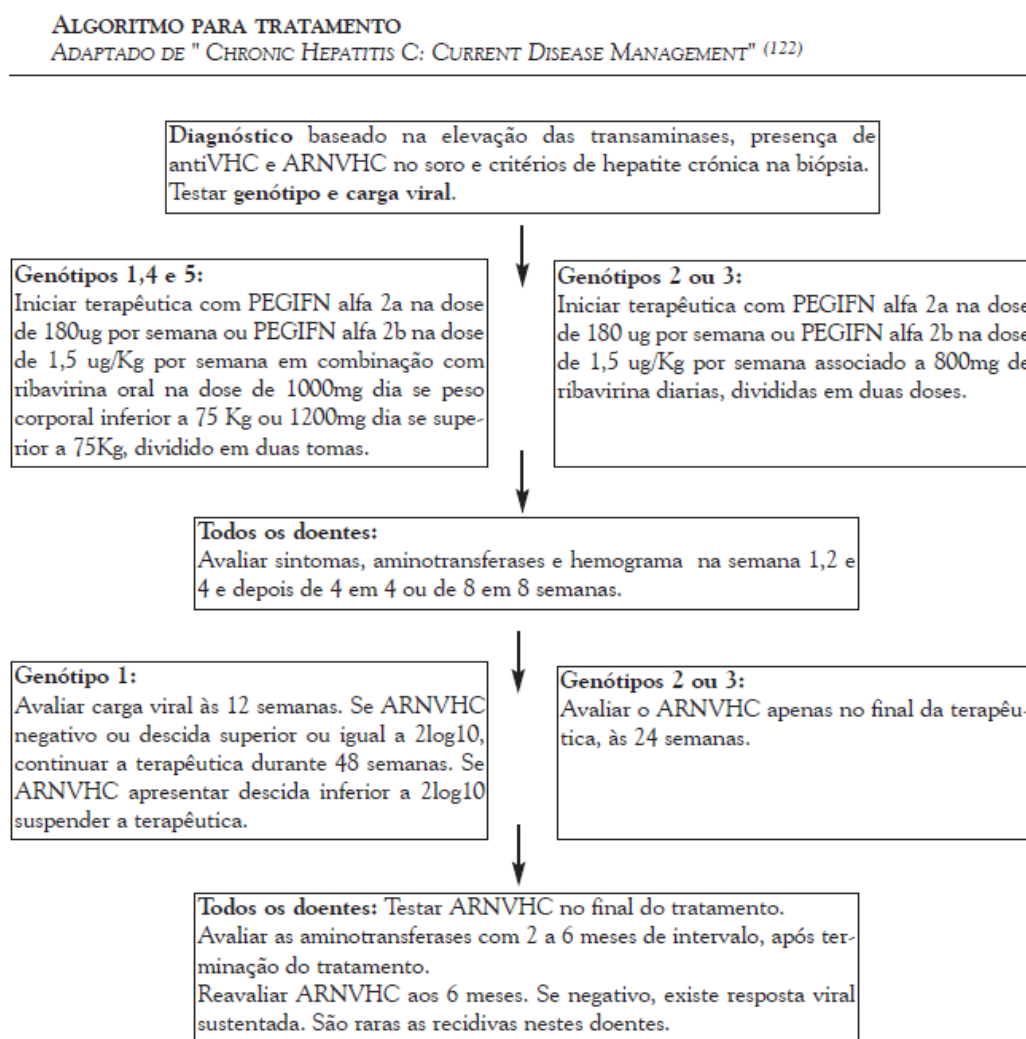 ALGORITMO PARA TRATAMENTO
ADAPTADO DE " CHRONIC HEPATITIS C: CURRENT DISEASE MANAGEMENT" (122)
Diagnóstico baseado na elevação das transaminases, presença de
antiVHC e ARNVHC no soro e critérios de hepatite crónica na biópsia.
Testar genótipo e carga viral.
Genótipos 1,4 e 5:
Iniciar terapêutica com PEGIFN alfa 2a na dose
de 180ug por semana ou PEGIFN alfa 2b na dose
de 1,5 ug/Kg por semana em combinação com
ribavirina oral na dose de 1000mg dia se peso
corporal inferior a 75 Kg ou 1200mg dia se supe-
rior a 75Kg, dividido em duas tomas.
Genótipos 2 ou 3:
Iniciar terapêutica com PEGIFN alfa 2a na dose
de 180 ug por semana ou PEGIFN alfa 2b na dose
de 1,5 ug/Kg por semana associado a 800mg de
ribavirina diarias, divididas em duas doses.
Todos os doentes:
Avaliar sintomas, aminotransferases e hemograma na semana 1,2 e
4 e depois de 4 em 4 ou de 8 em 8 semanas.
Genótipo 1:
Avaliar carga viral às 12 semanas. Se ARNVHC
negativo ou descida superior ou igual a 2log10,
continuar a terapêutica durante 48 semanas. Se
ARNVHC apresentar descida inferior a 2log10
suspender a terapêutica.
Genótipos 2 ou 3:
Avaliar o ARNVHC apenas no final da terapêu-
tica, às 24 semanas.
Todos os doentes: Testar ARNVHC no final do tratamento.
Avaliar as aminotransferases com 2 a 6 meses de intervalo, após ter-
minação do tratamento.
Reavaliar ARNVHC aos 6 meses. Se negativo, existe resposta viral
sustentada. São raras as recidivas nestes doentes.